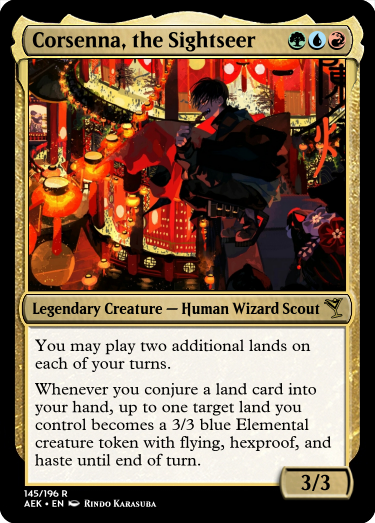 Corsenna, the Sightseer
Legendary Creature — Human Wizard Scout
You may play two additional lands on
each of your turns.
Whenever you conjure a land card into
your hand, up to one target land you
control becomes a 3/3 blue Elemental
creature token with flying, hexproof, and
haste until end of turn.
3/3
145/196 R
AEK • EN Rindo Karasuba